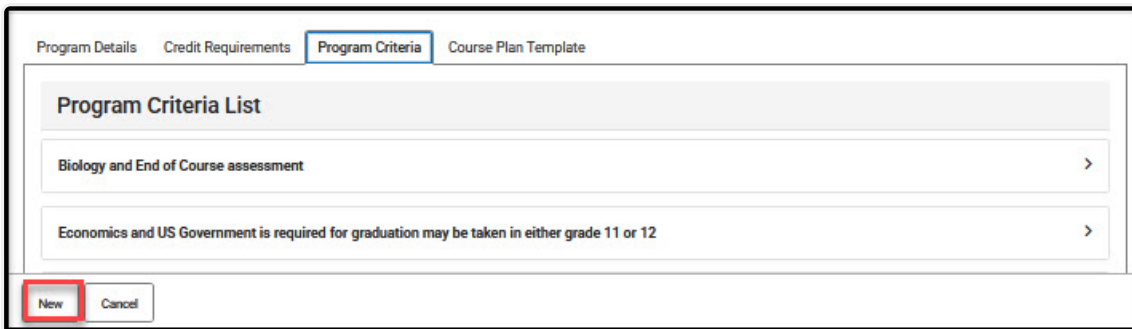 Program Details Credit Requirements Program Criteria Course Plan Template
Program Criteria List
Biology and End of Course assessment
Economics and US Government is required for graduation may be taken in either grade 11 or 12
New Cancel